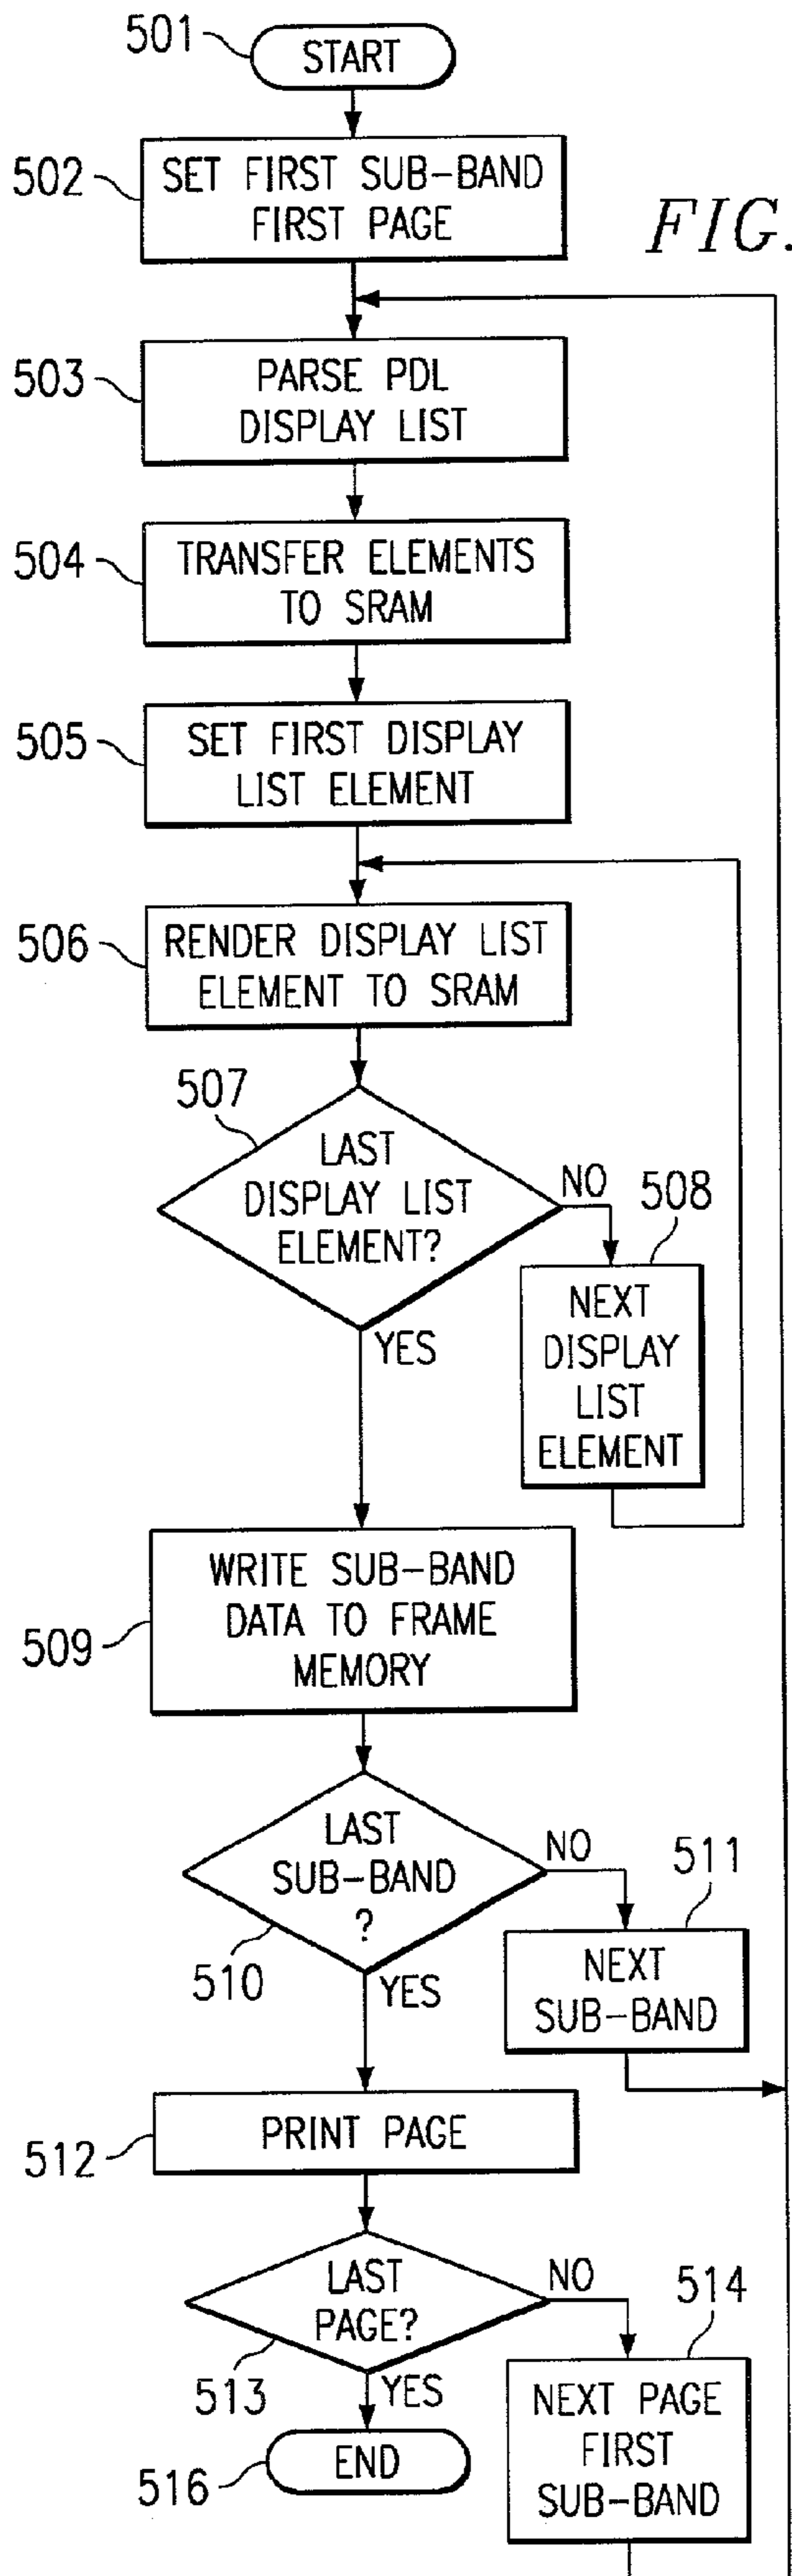 501
START
502
SET FIRST SUB-BAND
FIRST PAGE
FIG.
503
PARSE PDL
DISPLAY LIST
504
TRANSFER ELEMENTS
TO SRAM
505
SET FIRST DISPLAY
LIST ELEMENT
506
RENDER DISPLAY LIST
ELEMENT TO SRAM
507
LAST
DISPLAY LIST
ELEMENT?
NO
508
YES
NEXT
DISPLAY
LIST
ELEMENT
509
WRITE SUB-BAND
DATA TO FRAME
MEMORY
LAST
SUB-BAND
?
NO
511
510
YES
NEXT
SUB-BAND
512
PRINT PAGE
LAST
PAGE?
NO
514
513
YES
NEXT PAGE
FIRST
SUB-BAND
516
END